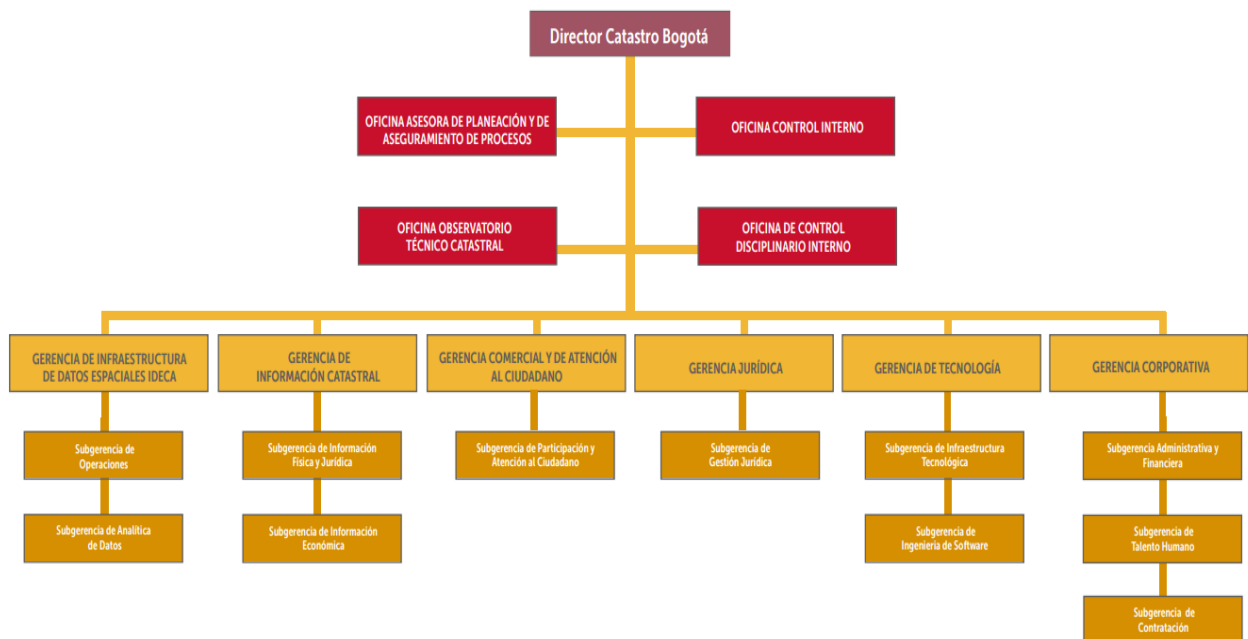 Director Catastro Bogotá
OFICINA ASESORA DE PLANEACIÓN Y DE
ASEGURAMIENTO DE PROCESOS
OFICINA CONTROL INTERNO
OFICINA OBSERVATORIO
TÉCNICO CATASTRAL
OFICINA DE CONTROL
DISCIPLINARIO INTERNO
GERENCIA DE INFRAESTRUCTURA
DE DATOS ESPACIALES IDECA
GERENCIA DE
INFORMACIÓN CATASTRAL
GERENCIA COMERCIAL Y DE ATENCIÓN
AL CIUDADANO
GERENCIA JURÍDICA
GERENCIA DE TECNOLOGÍA
GERENCIA CORPORATIVA
Subgerencia de
Operaciones
Subgerencia de Información
Física y Jurídica
Subgerencia de Participación y
Atención al Ciudadano
Subgerencia de
Gestión Jurídica
Subgerencia de Infraestructura
Tecnológica
Subgerencia Administrativa y
Financiera
Subgerencia de Analítica
de Datos
Subgerencia de Información
Económica
Subgerencia de
Ingeniería de Software
Subgerencia de
Talento Humano
Subgerencia de
Contratación